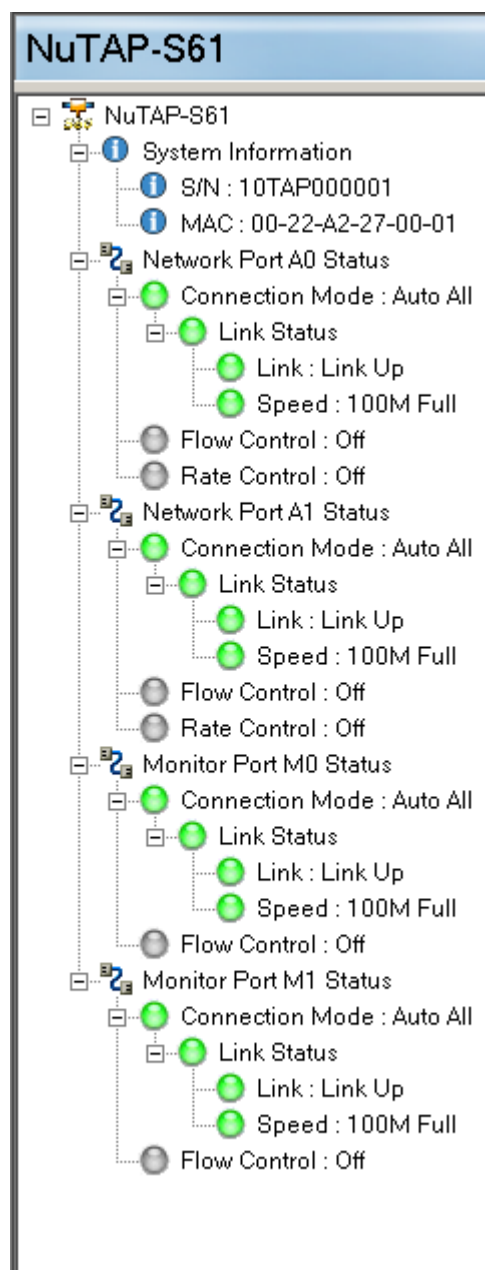 NuTAP-S61
NuTAP-S61
System Information
S/N : 10TAP000001
MAC : 00-22-A2-27-00-01
Network Port A0 Status
Connection Mode : Auto All
Link Status
Link : Link Up
Speed : 100M Full
Flow Control : Off
Rate Control : Off
Network Port A1 Status
Connection Mode : Auto All
Link Status
Link : Link Up
Speed : 100M Full
Flow Control : Off
Rate Control : Off
Monitor Port M0 Status
Connection Mode : Auto All
Link Status
Link : Link Up
Speed : 100M Full
Flow Control : Off
Monitor Port M1 Status
Connection Mode : Auto All
Link Status
Link : Link Up
Speed : 100M Full
Flow Control : Off